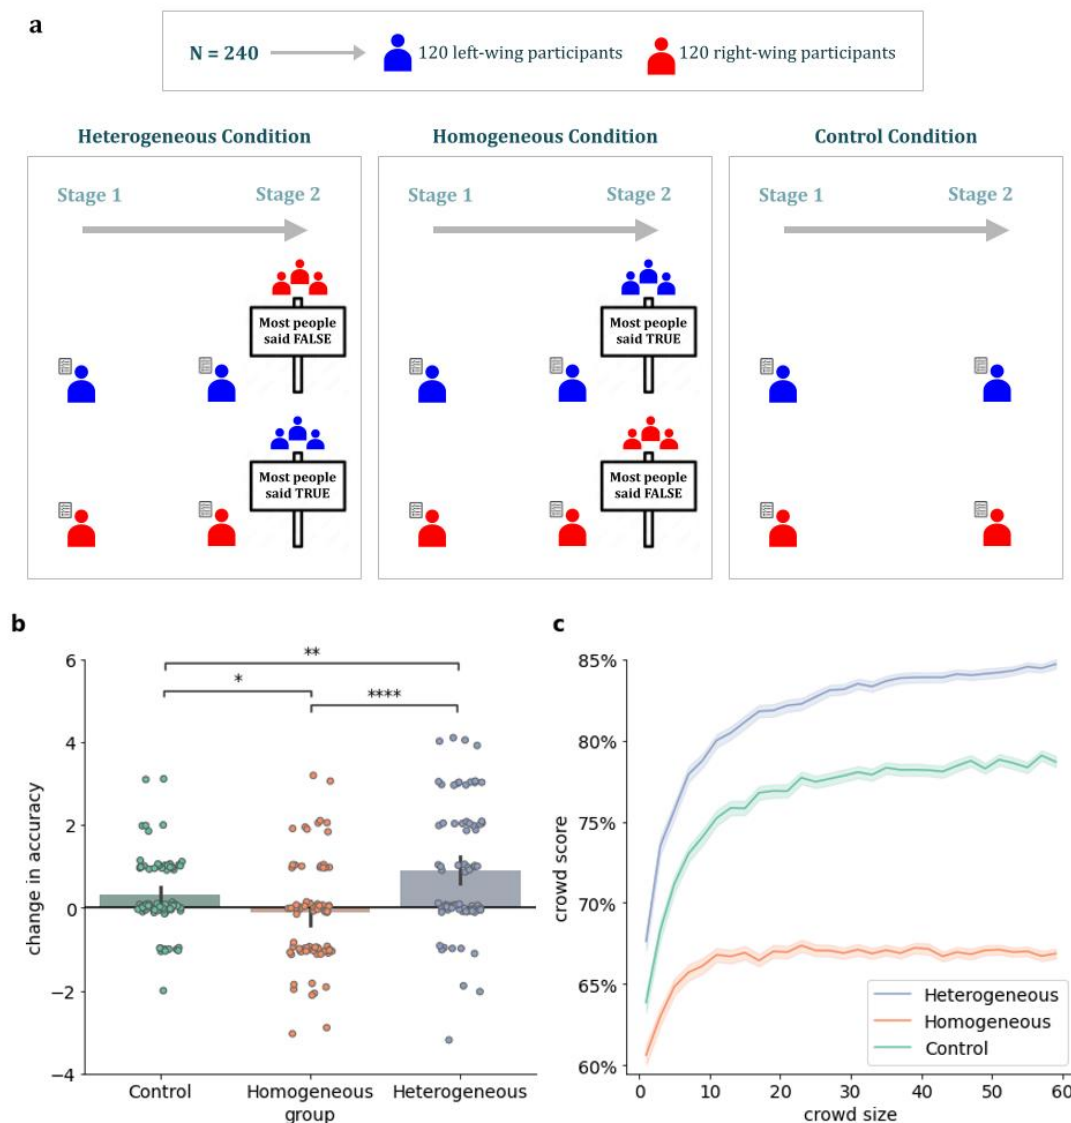 a
N = 240
120 left-wing participants
120 right-wing participants
Heterogeneous Condition
Homogeneous Condition
Control Condition
Stage 1
Stage 2
Stage 1
Stage 2
Stage 1
Stage 2
Most people
said FALSE
Most people
said TRUE
Most people
said TRUE
Most people
said FALSE
b
6
4
2
0
−2
−4
change in accuracy
**
*
****
Control
Homogeneous
Heterogeneous
group
c
85%
80%
75%
70%
65%
60%
crowd score
Heterogeneous
Homogeneous
Control
0
10
20
30
40
50
60
crowd size